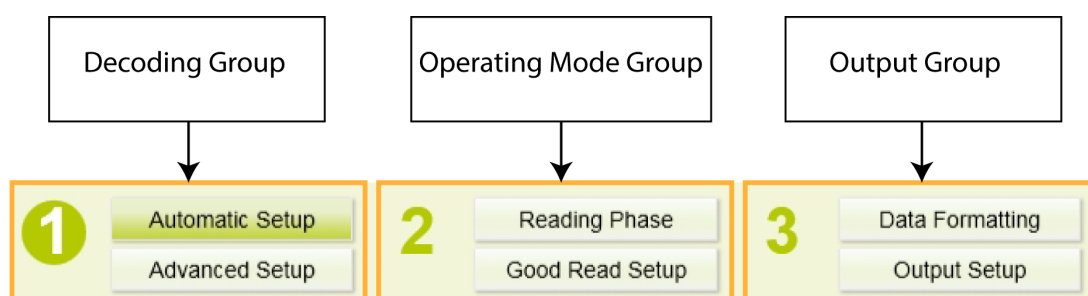 Decoding Group
Operating Mode Group
Output Group
1
Automatic Setup
Advanced Setup
2
Reading Phase
Good Read Setup
3
Data Formatting
Output Setup